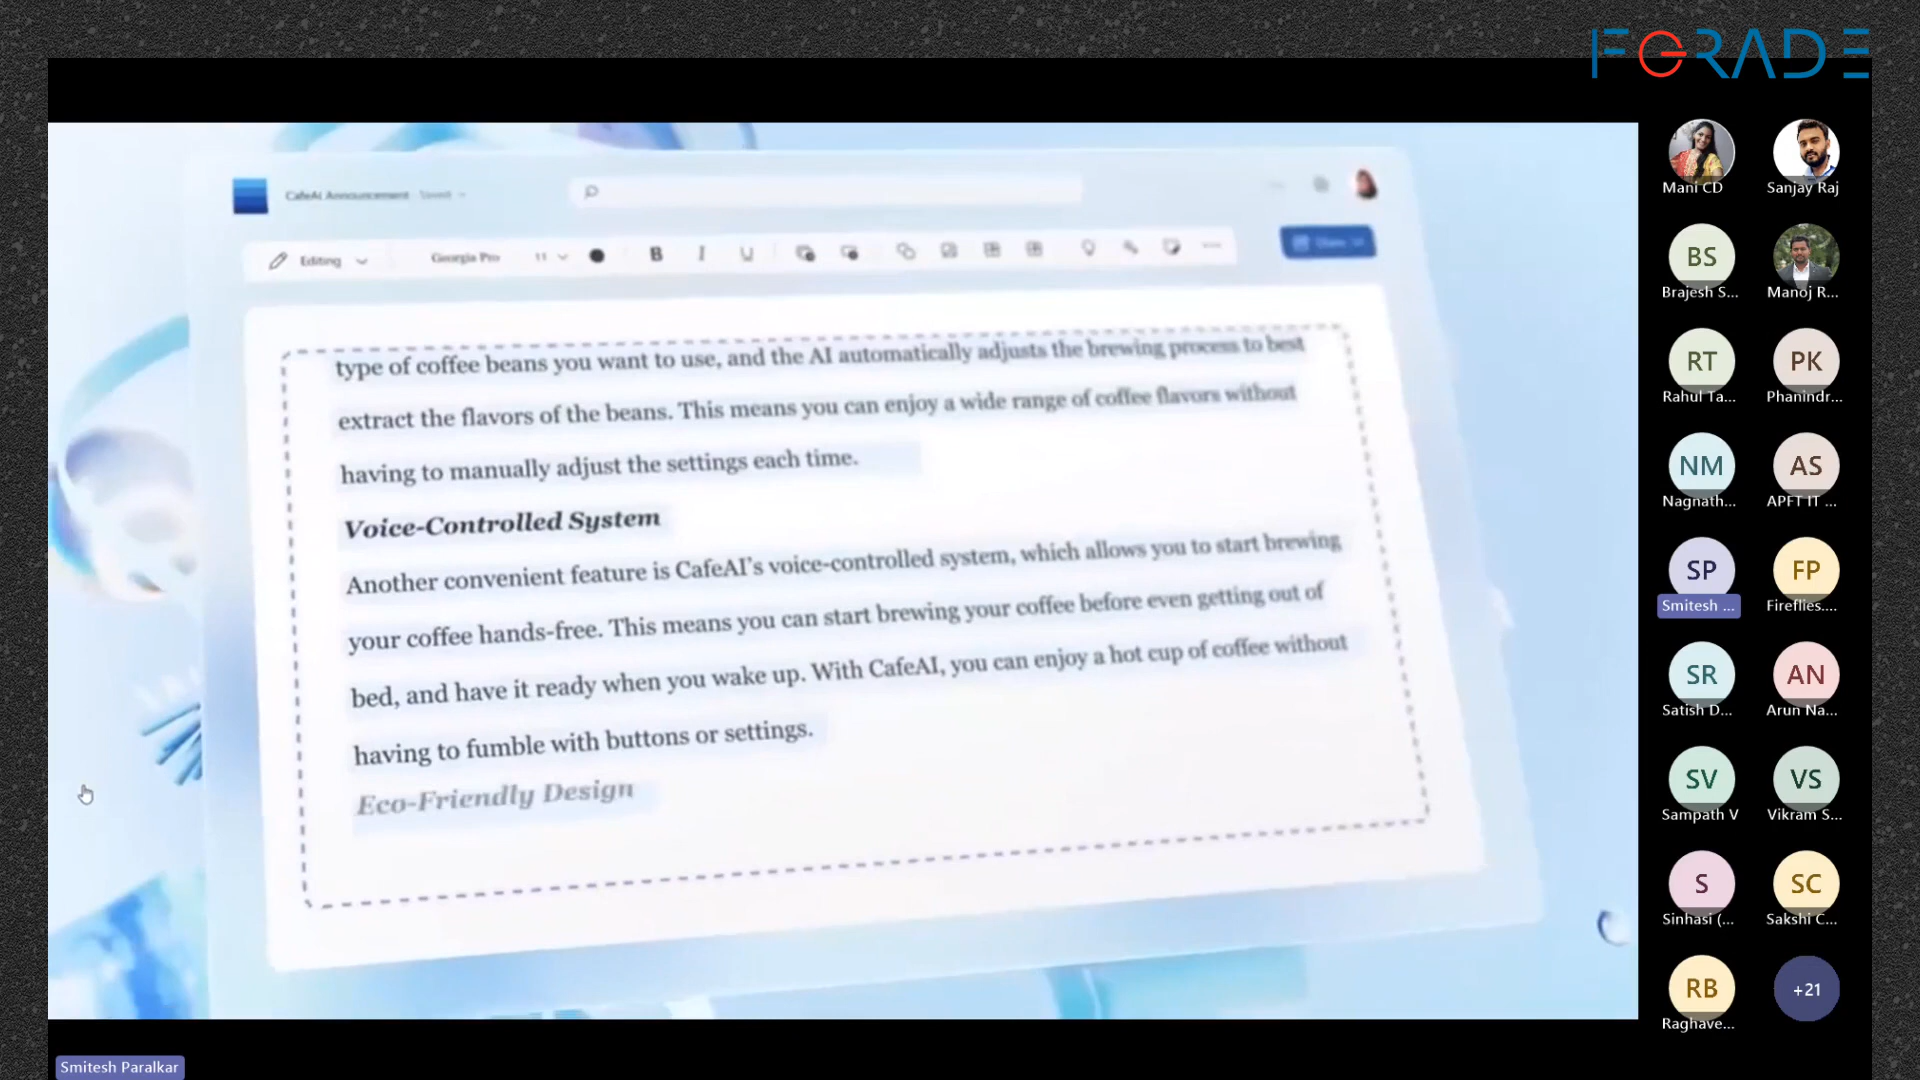 FGRADE
CafeAI Announcement Saved
Editing
Georgia Pro
11
B I U
Share
type of coffee beans you want to use, and the AI automatically adjusts the brewing process to best
extract the flavors of the beans. This means you can enjoy a wide range of coffee flavors without
having to manually adjust the settings each time.
Voice-Controlled System
Another convenient feature is CafeAI's voice-controlled system, which allows you to start brewing
your coffee hands-free. This means you can start brewing your coffee before even getting out of
bed, and have it ready when you wake up. With CafeAI, you can enjoy a hot cup of coffee without
having to fumble with buttons or settings.
Eco-Friendly Design
Mani CD
Sanjay Raj
BS
Brajesh S...
Manoj R...
RT
Rahul Ta...
PK
Phanindr...
NM
Nagnath...
AS
APFT IT ...
SP
Smitesh ...
FP
Fireflies....
SR
Satish D...
AN
Arun Na...
SV
Sampath V
VS
Vikram S...
S
Sinhasi (...
SC
Sakshi C...
RB
Raghave...
+21
Smitesh Paralkar